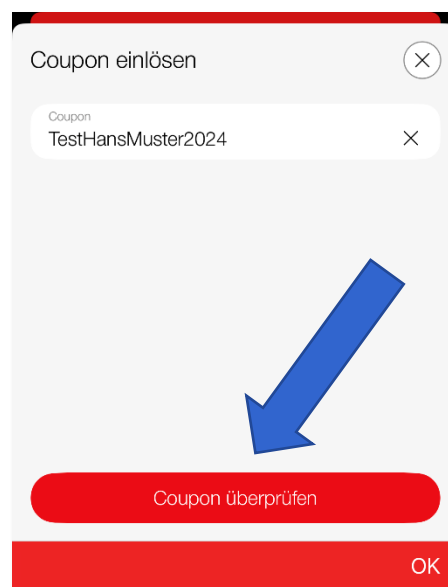 Coupon einlösen
Coupon
TestHansMuster2024
Coupon überprüfen
OK